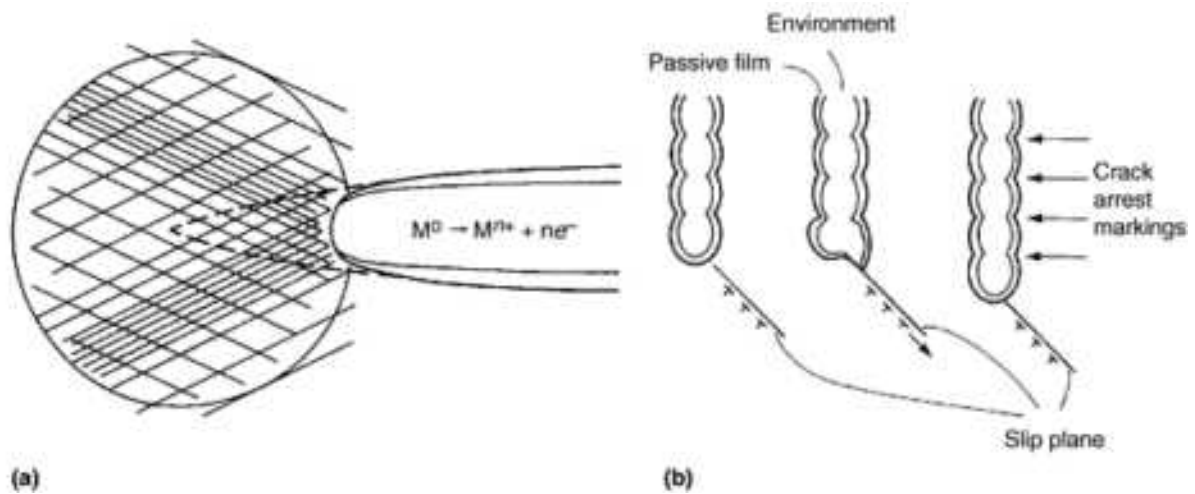 Environment
Passive film
M⁰ → Mⁿ⁺ + ne⁻
Crack
arrest
markings
Slip plane
(a)
(b)